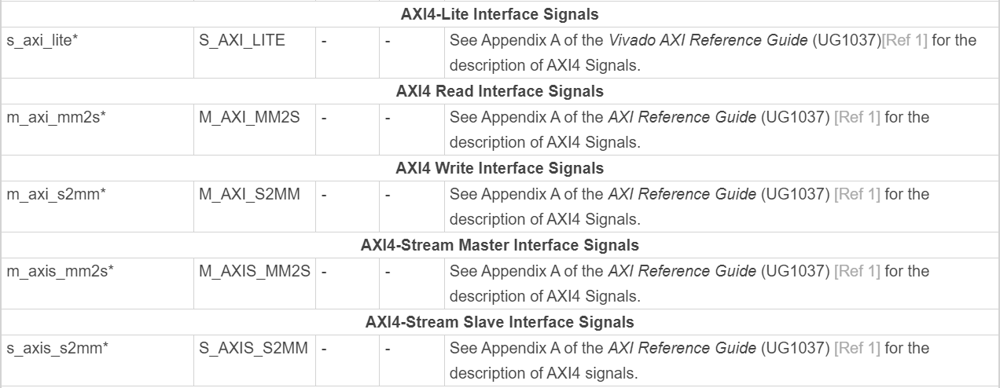 AXI4-Lite Interface Signals
s_axi_lite* S_AXI_LITE - - See Appendix A of the Vivado AXI Reference Guide (UG1037)[Ref 1] for the
description of AXI4 Signals.
AXI4 Read Interface Signals
m_axi_mm2s* M_AXI_MM2S - - See Appendix A of the AXI Reference Guide (UG1037) [Ref 1] for the
description of AXI4 Signals.
AXI4 Write Interface Signals
m_axi_s2mm* M_AXI_S2MM - - See Appendix A of the AXI Reference Guide (UG1037) [Ref 1] for the
description of AXI4 Signals.
AXI4-Stream Master Interface Signals
m_axis_mm2s* M_AXIS_MM2S - - See Appendix A of the AXI Reference Guide (UG1037) [Ref 1] for the
description of AXI4 Signals.
AXI4-Stream Slave Interface Signals
s_axis_s2mm* S_AXIS_S2MM - - See Appendix A of the AXI Reference Guide (UG1037) [Ref 1] for the
description of AXI4 signals.